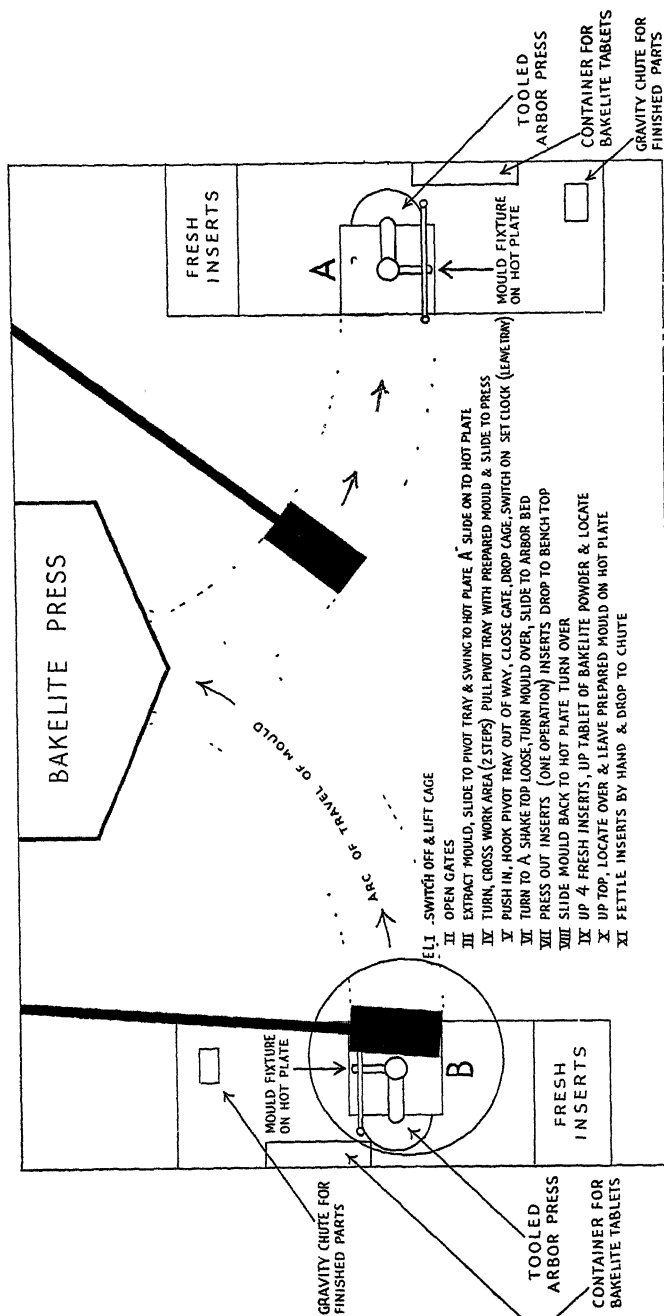 BAKELITE PRESS
FRESH
INSERTS
GRAVITY CHUTE FOR
FINISHED PARTS
MOULD FIXTURE
ON HOT PLATE
ARC OF TRAVEL OF MOULD
A
TOOLED
ARBOR PRESS
B
MOULD FIXTURE
ON HOT PLATE
CONTAINER FOR
BAKELITE TABLETS
GRAVITY CHUTE FOR
FINISHED PARTS
TOOLED
ARBOR PRESS
CONTAINER FOR
BAKELITE TABLETS
FRESH
INSERTS
EL I .SWITCH OFF & LIFT CAGE
II OPEN GATES
III EXTRACT MOULD, SLIDE TO PIVOT TRAY & SWING TO HOT PLATE A SLIDE ON TO HOT PLATE
IV TURN, CROSS WORK AREA (2 STEPS) PULL PIVOT TRAY WITH PREPARED MOULD & SLIDE TO PRESS
V PUSH IN, HOOK PIVOT TRAY OUT OF WAY, CLOSE GATE, DROP CAGE, SWITCH ON SET CLOCK (LEAVE TRAY)
VI TURN TO A SHAKE TOP LOOSE, TURN MOULD OVER, SLIDE TO ARBOR BED
VII PRESS OUT INSERTS (ONE OPERATION) INSERTS DROP TO BENCH TOP
VIII SLIDE MOULD BACK TO HOT PLATE TURN OVER
IX UP 4 FRESH INSERTS, UP TABLET OF BAKELITE POWDER & LOCATE
X UP TOP, LOCATE OVER & LEAVE PREPARED MOULD ON HOT PLATE
XI FETTLE INSERTS BY HAND & DROP TO CHUTE